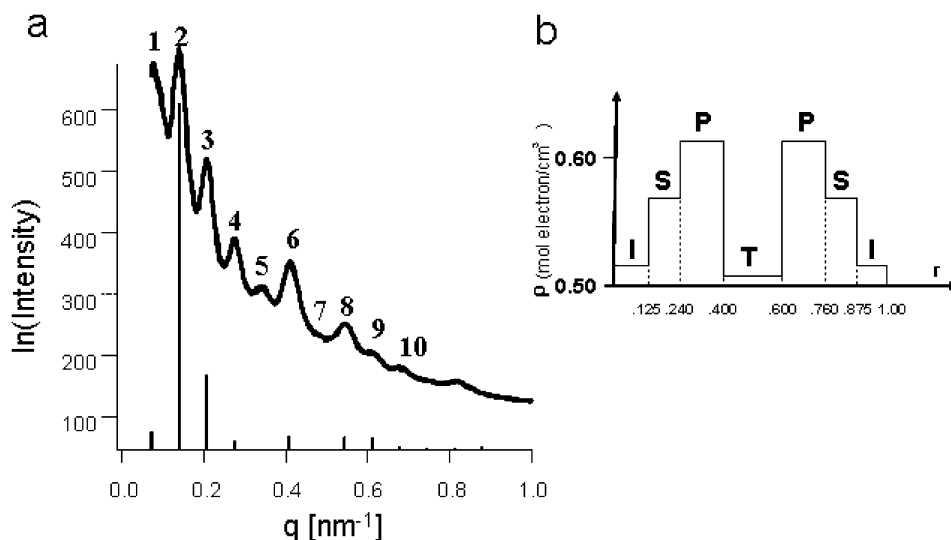 a
1 2
3
4
5
6
7
8
9
10
600
500
400
300
200
100
ln(Intensity)
0.0 0.2 0.4 0.6 0.8 1.0
q [nm⁻¹]
b
ρ (mol electron/cm³)
0.60
0.50
P P
S S
I T I
r
.125 .240 .400 .600 .760 .875 1.00